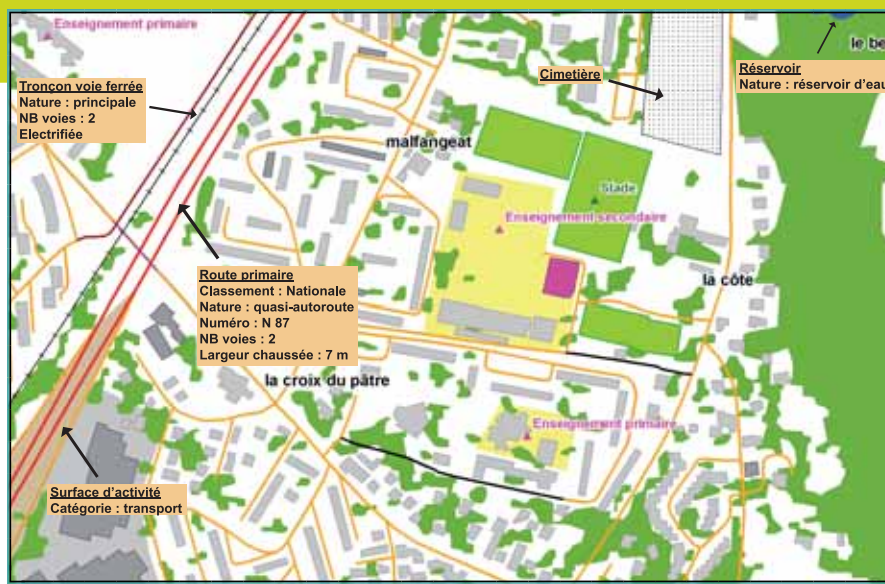 Enseignement primaire
le be
Tronçon voie ferrée
Nature : principale
NB voies : 2
Electrifiée
Cimetière
Réservoir
Nature : réservoir d'eau
malfangeat
Stade
Enseignement secondaire
Route primaire
Classement : Nationale
Nature : quasi-autoroute
Numéro : N 87
NB voies : 2
Largeur chaussée : 7 m
la côte
la croix du pâtre
Enseignement primaire
Surface d'activité
Catégorie : transport